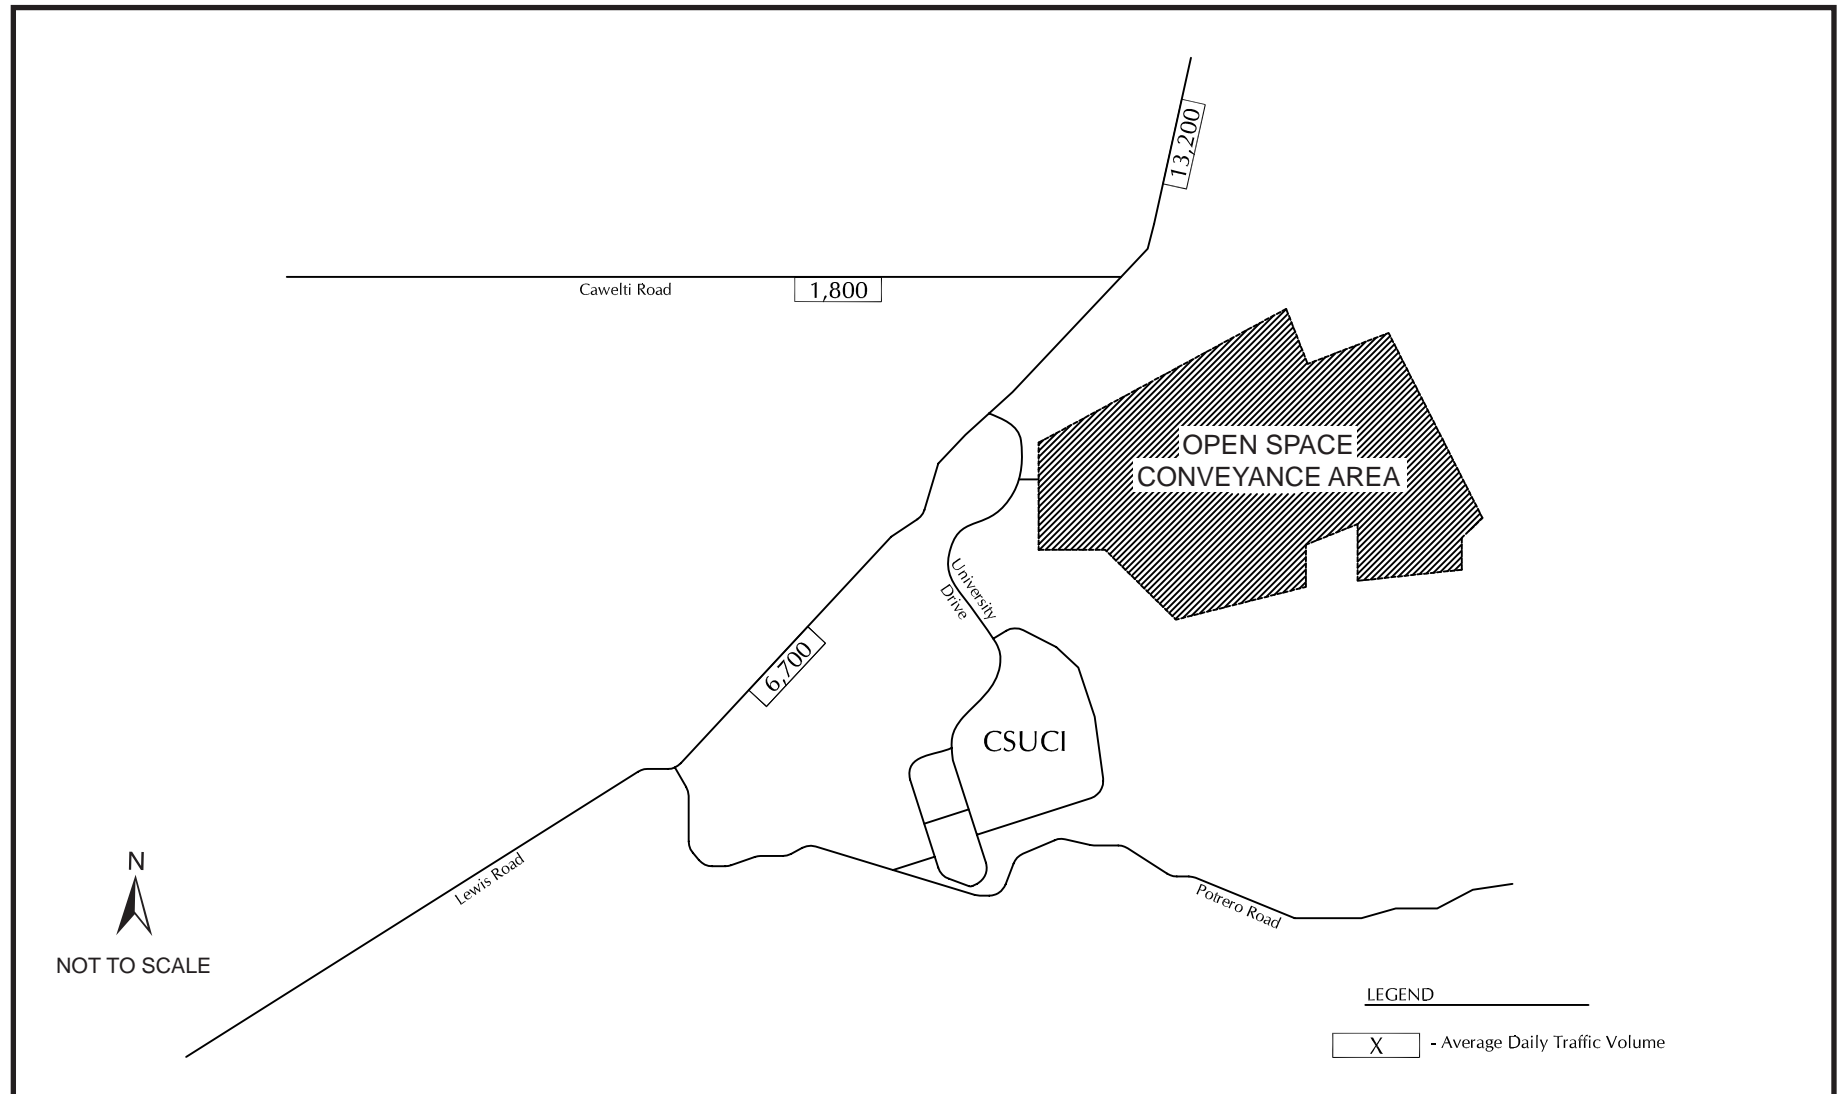 13,200
Cawelti Road
1,800
OPEN SPACE
CONVEYANCE AREA
University
Drive
6,700
CSUCI
Lewis Road
Potrero Road
N
NOT TO SCALE
LEGEND
X - Average Daily Traffic Volume